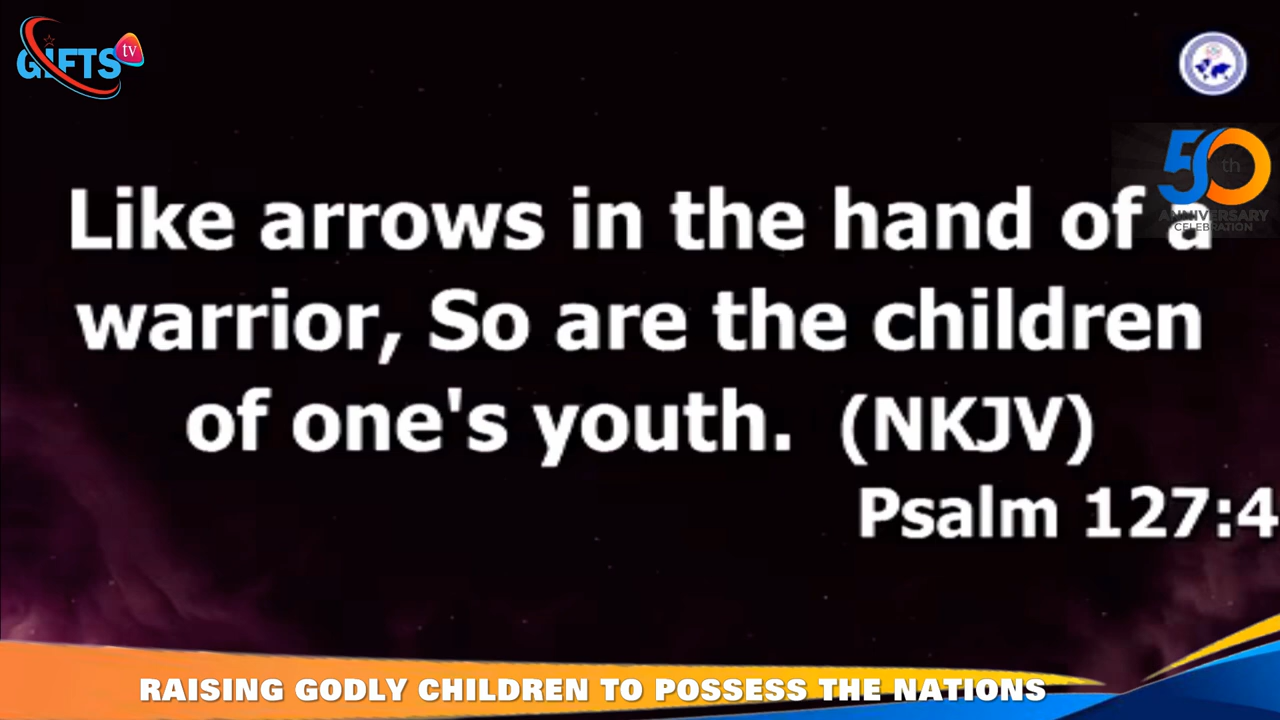 GIFTS tv
50th
ANNIVERSARY
CELEBRATION
Like arrows in the hand of a
warrior, So are the children
of one's youth. (NKJV)
Psalm 127:4
RAISING GODLY CHILDREN TO POSSESS THE NATIONS